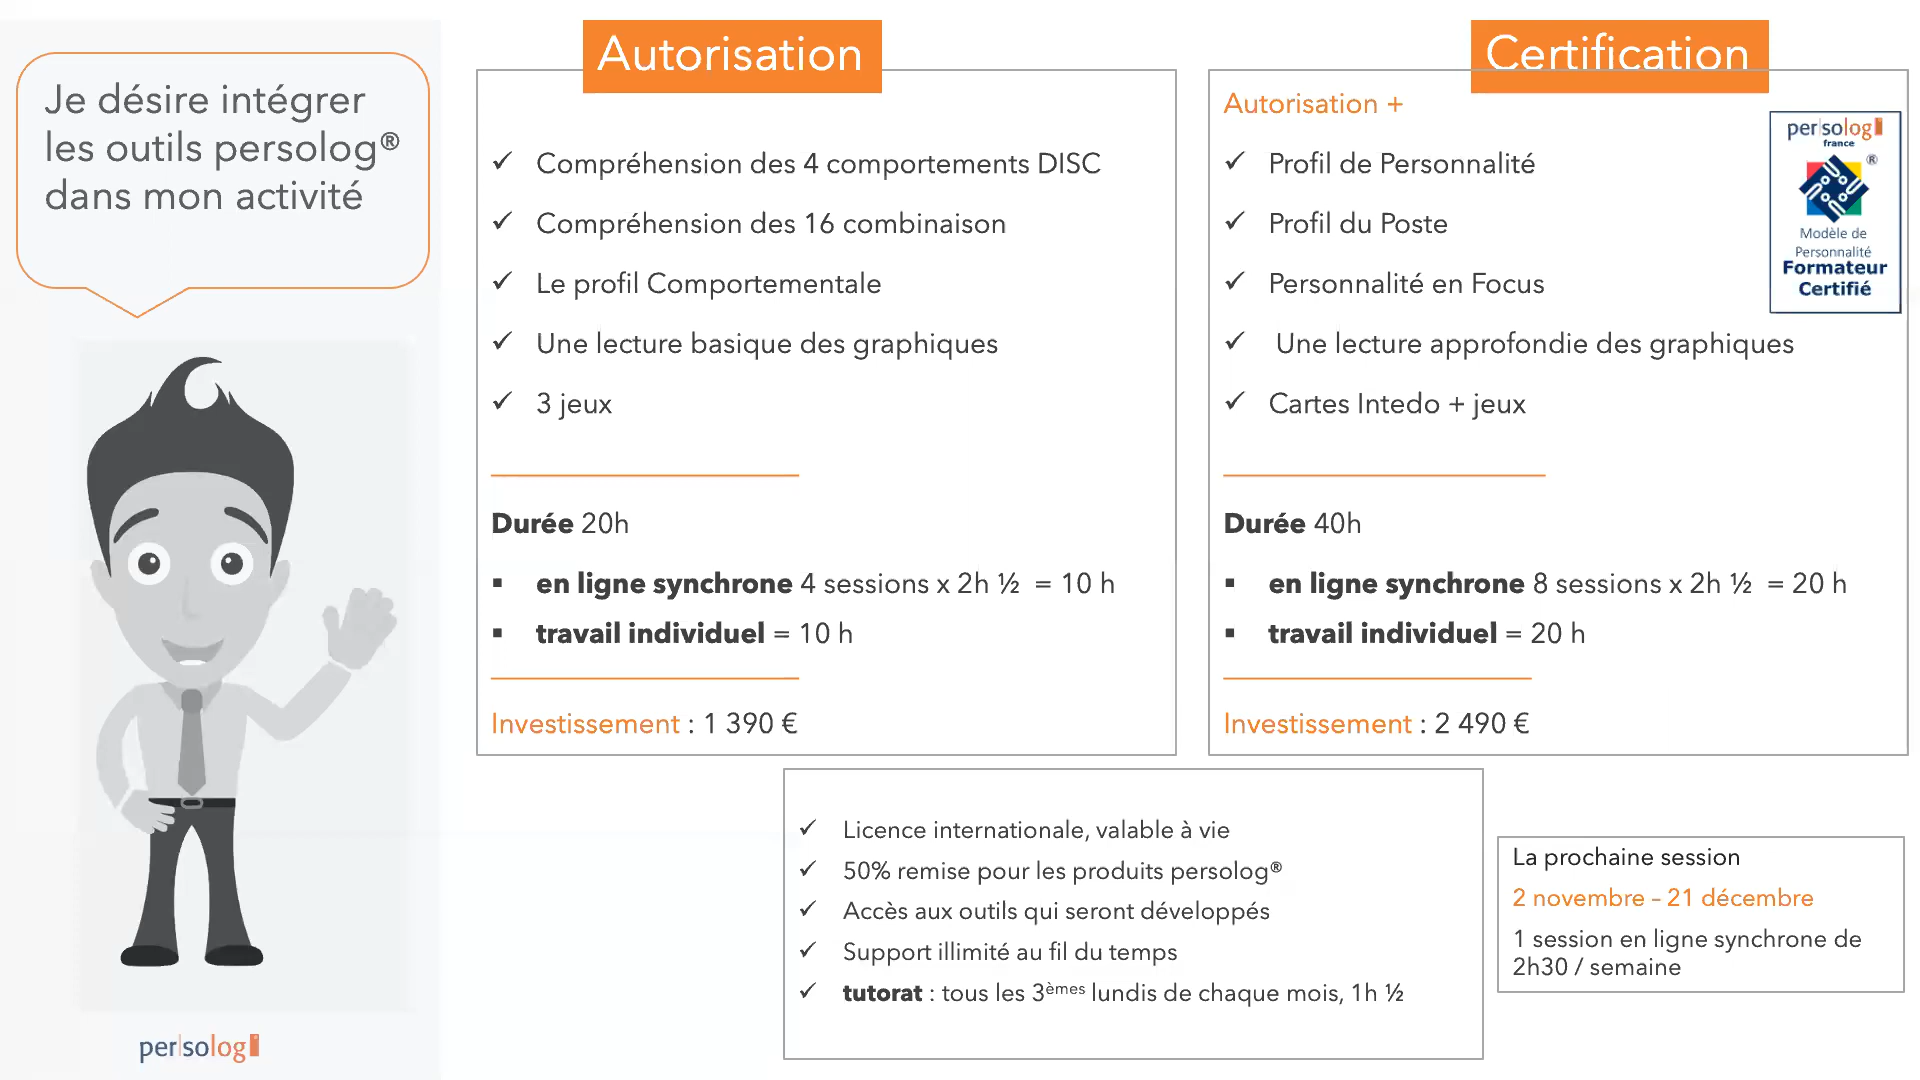 Je désire intégrer
les outils persolog®
dans mon activité
persolog
Autorisation
✓ Compréhension des 4 comportements DISC
✓ Compréhension des 16 combinaison
✓ Le profil Comportementale
✓ Une lecture basique des graphiques
✓ 3 jeux
Durée 20h
▪ en ligne synchrone 4 sessions x 2h ½ = 10 h
▪ travail individuel = 10 h
Investissement : 1 390 €
Certification
Autorisation +
✓ Profil de Personnalité
✓ Profil du Poste
✓ Personnalité en Focus
✓ Une lecture approfondie des graphiques
✓ Cartes Intedo + jeux
Durée 40h
▪ en ligne synchrone 8 sessions x 2h ½ = 20 h
▪ travail individuel = 20 h
Investissement : 2 490 €
persolog
france
®
Modèle de
Personnalité
Formateur
Certifié
✓ Licence internationale, valable à vie
✓ 50% remise pour les produits persolog®
✓ Accès aux outils qui seront développés
✓ Support illimité au fil du temps
✓ tutorat : tous les 3èmes lundis de chaque mois, 1h ½
La prochaine session
2 novembre – 21 décembre
1 session en ligne synchrone de
2h30 / semaine